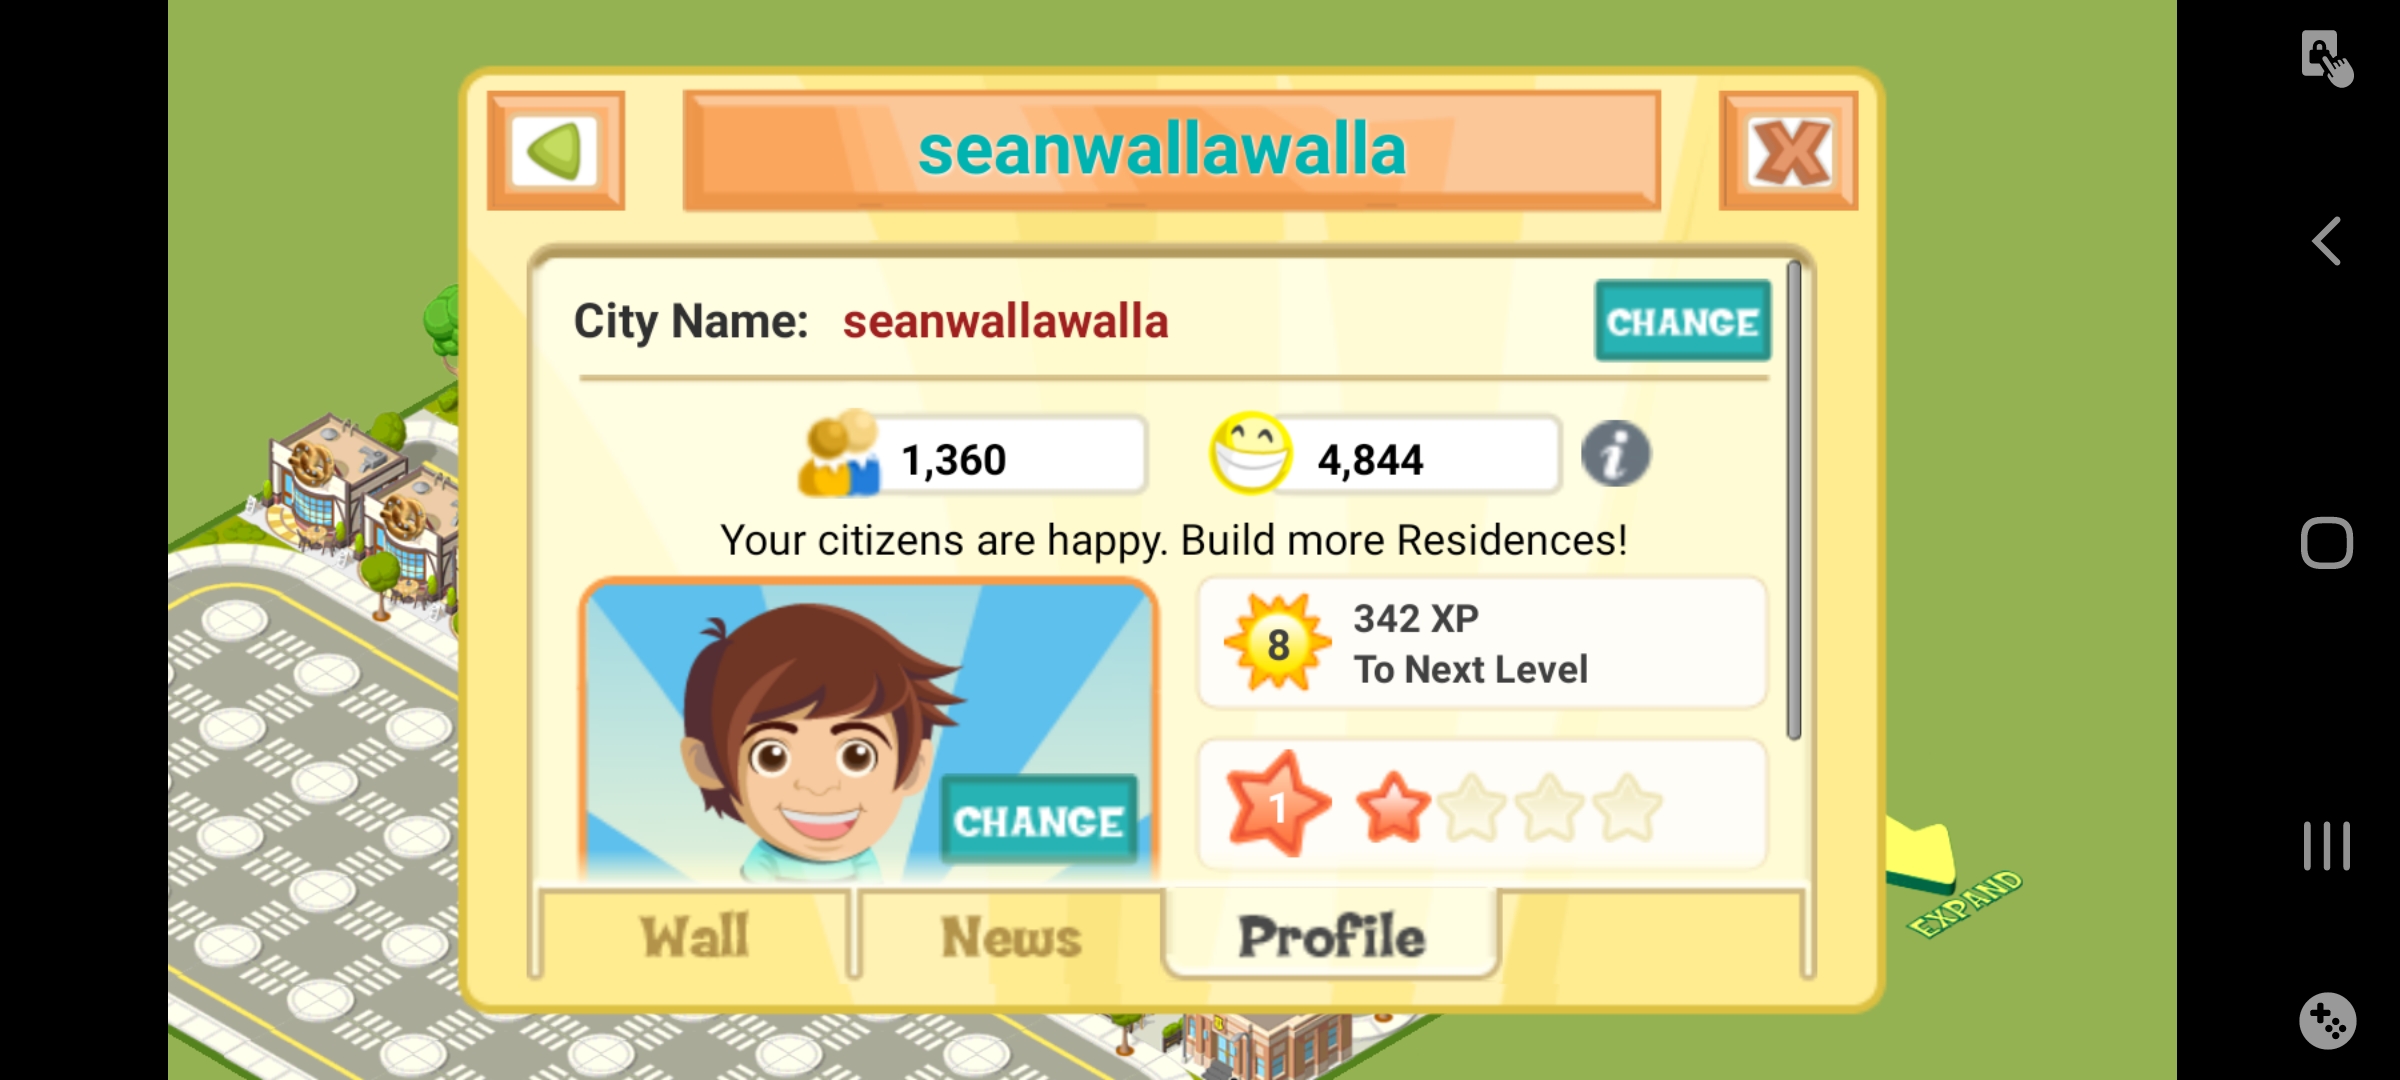 seanwallawalla
City Name: seanwallawalla
CHANGE
1,360
4,844
Your citizens are happy. Build more Residences!
8
342 XP
To Next Level
CHANGE
1
Wall
News
Profile
EXPAND